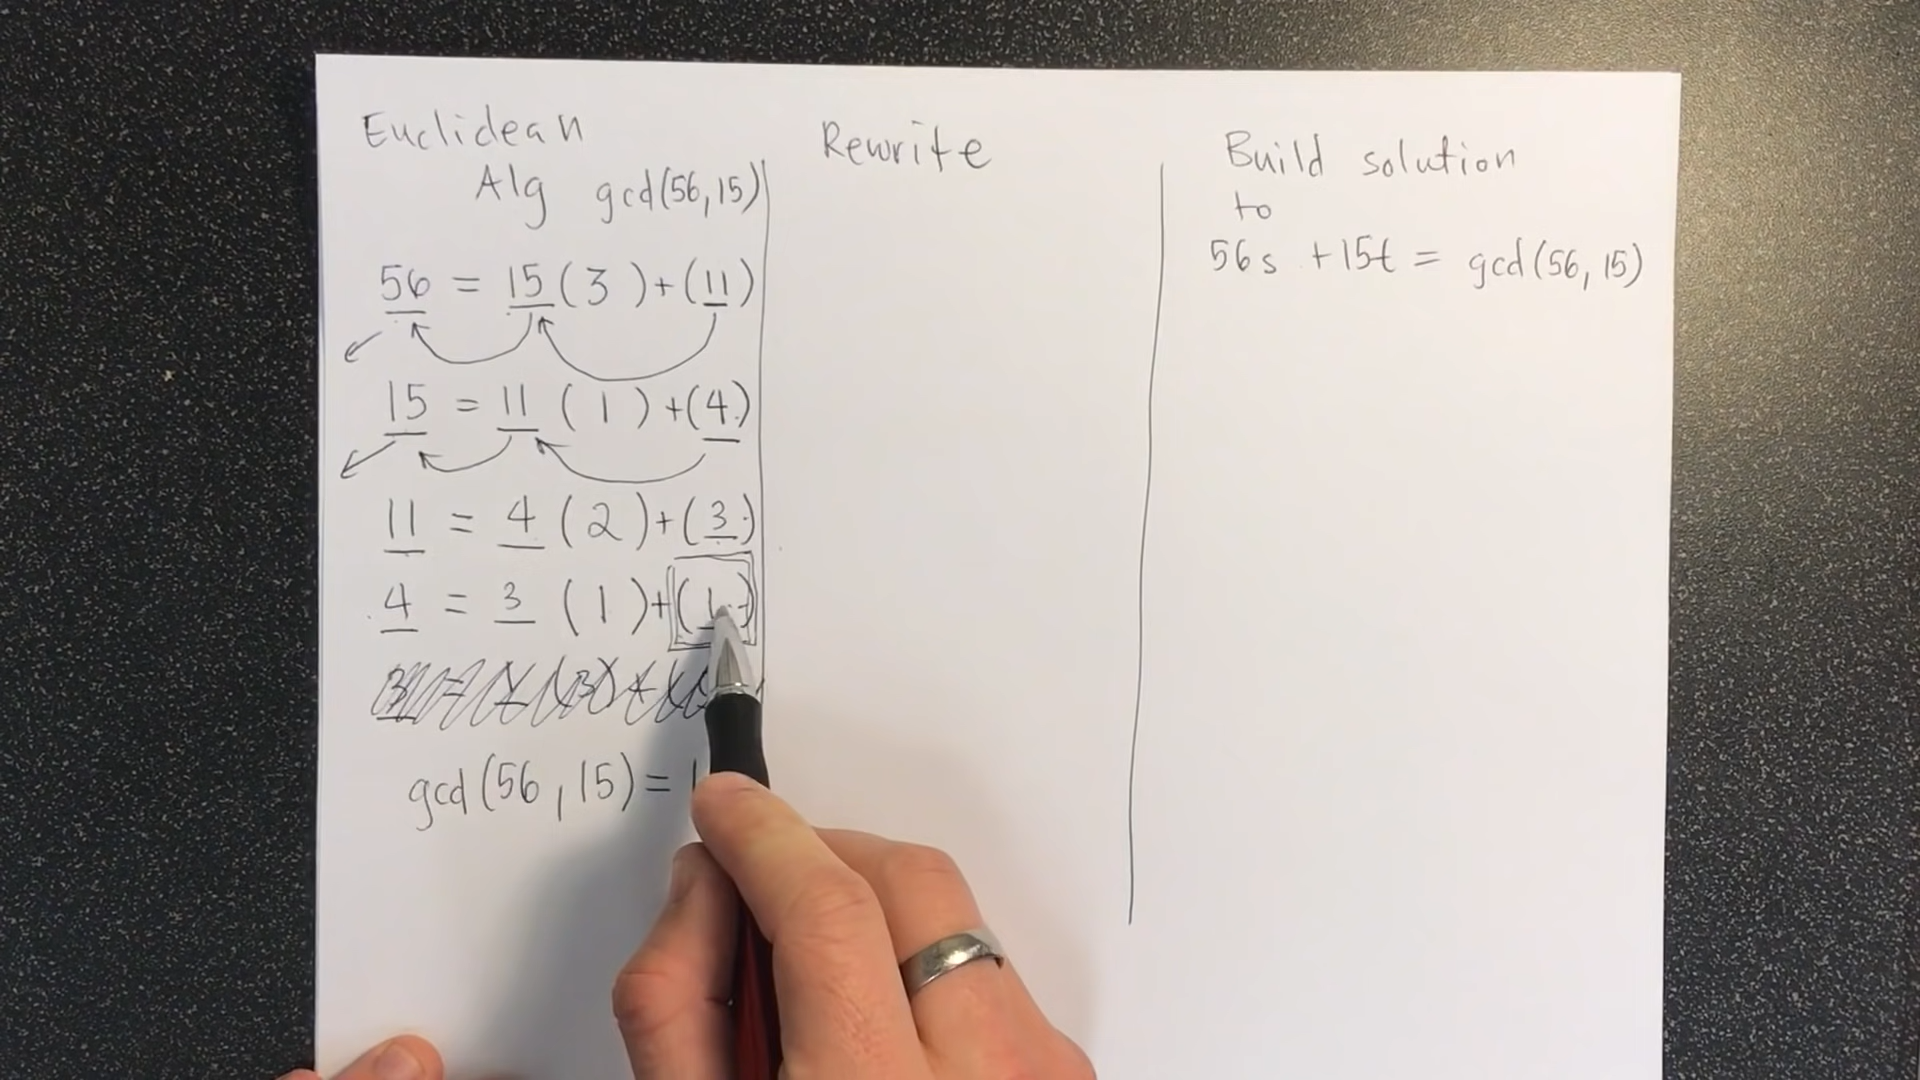 Euclidean
Alg gcd(56,15)
56 = 15(3)+(11)
15 = 11 (1)+(4)
11 = 4 (2)+(3)
4 = 3 (1)+(1)
gcd(56,15)= 1
Rewrite
Build solution
to
56s +15t = gcd(56,15)